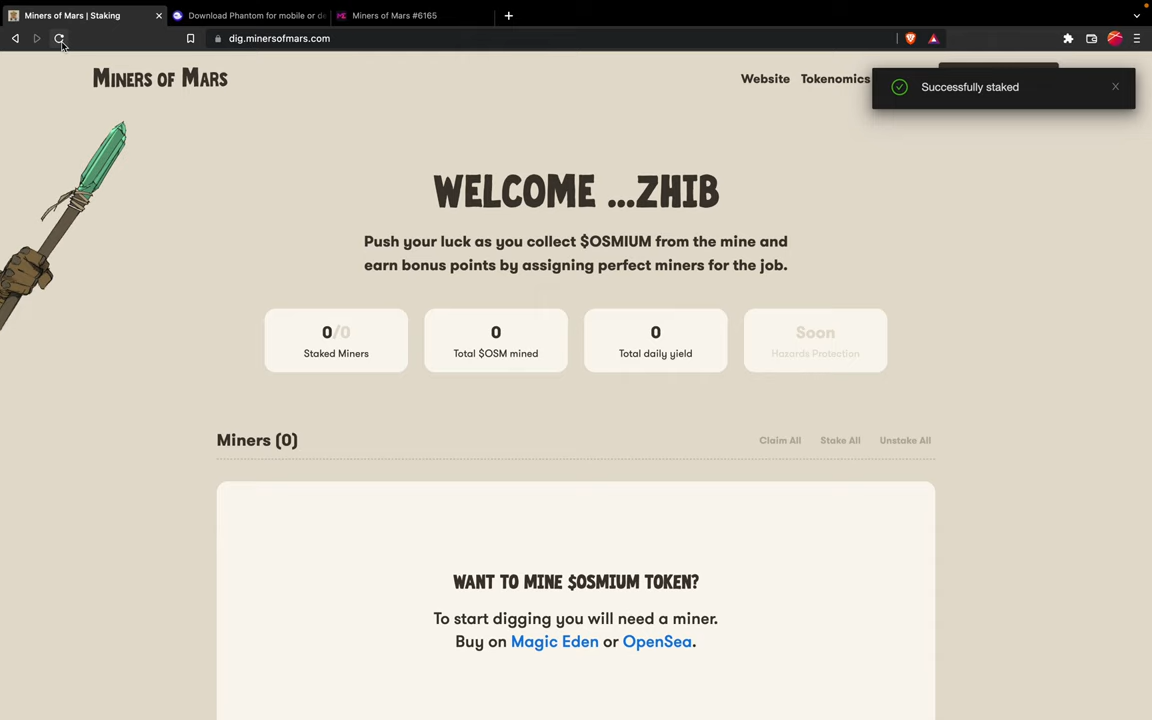 Miners of Mars | Staking
Download Phantom for mobile or d
Miners of Mars #6165
dig.minersofmars.com
MINERS OF MARS
Website
Tokenomics
Successfully staked
WELCOME ...ZHIB
Push your luck as you collect $OSMIUM from the mine and
earn bonus points by assigning perfect miners for the job.
0/0
Staked Miners
0
Total $OSM mined
0
Total daily yield
Soon
Hazards Protection
Miners (0)
Claim All
Stake All
Unstake All
WANT TO MINE $OSMIUM TOKEN?
To start digging you will need a miner.
Buy on Magic Eden or OpenSea.